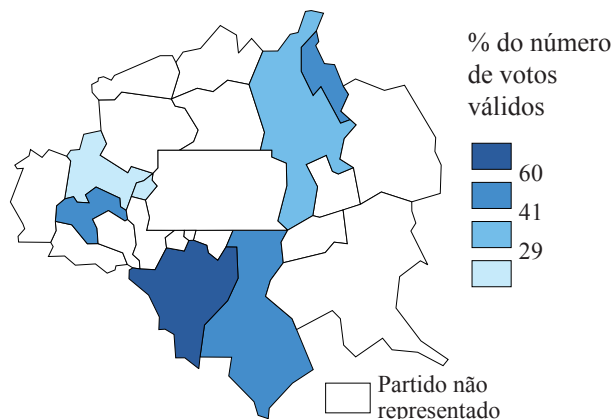 % do número
de votos
válidos
60
41
29
Partido não
representado